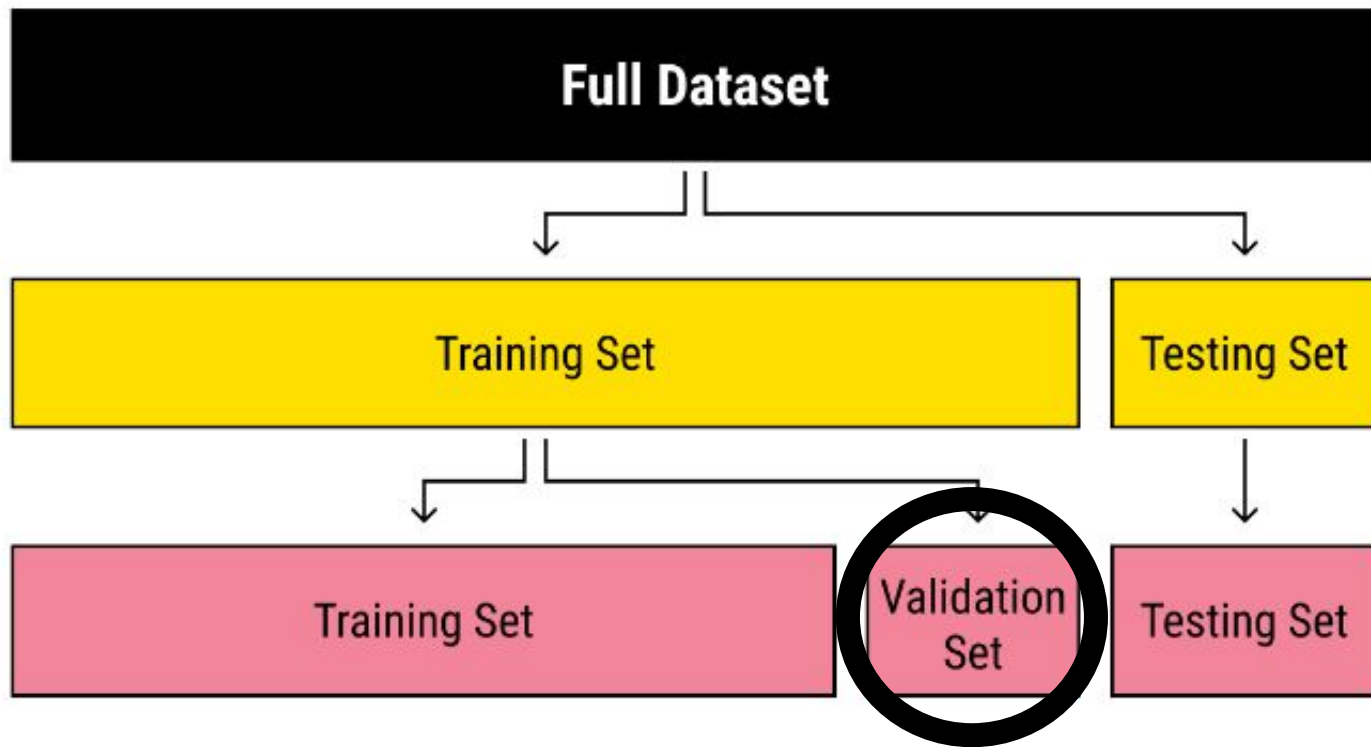 Full Dataset
Training Set
Testing Set
Training Set
Validation
Set
Testing Set